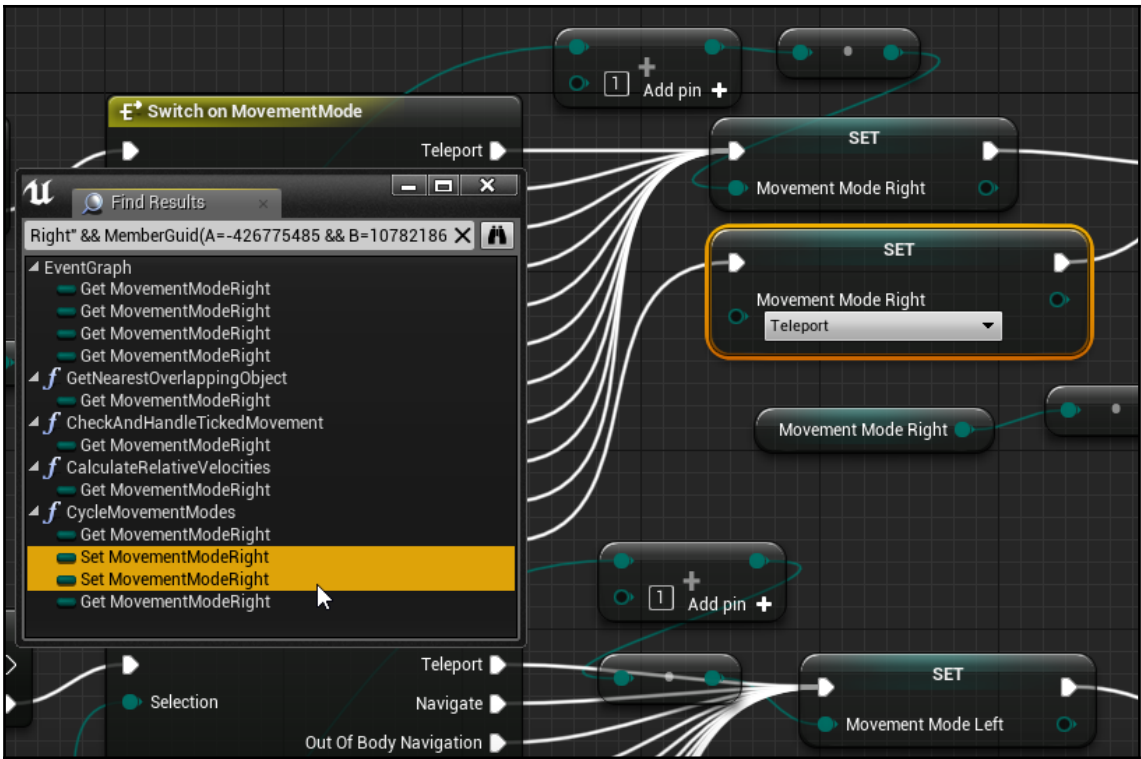 1
Add pin
Switch on MovementMode
Teleport
SET
Movement Mode Right
Find Results
Right" && MemberGuid(A=-426775485 && B=10782186
EventGraph
Get MovementModeRight
Get MovementModeRight
Get MovementModeRight
Get MovementModeRight
f GetNearestOverlappingObject
Get MovementModeRight
f CheckAndHandleTickedMovement
Get MovementModeRight
f CalculateRelativeVelocities
Get MovementModeRight
f CycleMovementModes
Get MovementModeRight
Set MovementModeRight
Set MovementModeRight
Get MovementModeRight
SET
Movement Mode Right
Teleport
Movement Mode Right
1
Add pin
Teleport
Selection
Navigate
Out Of Body Navigation
SET
Movement Mode Left